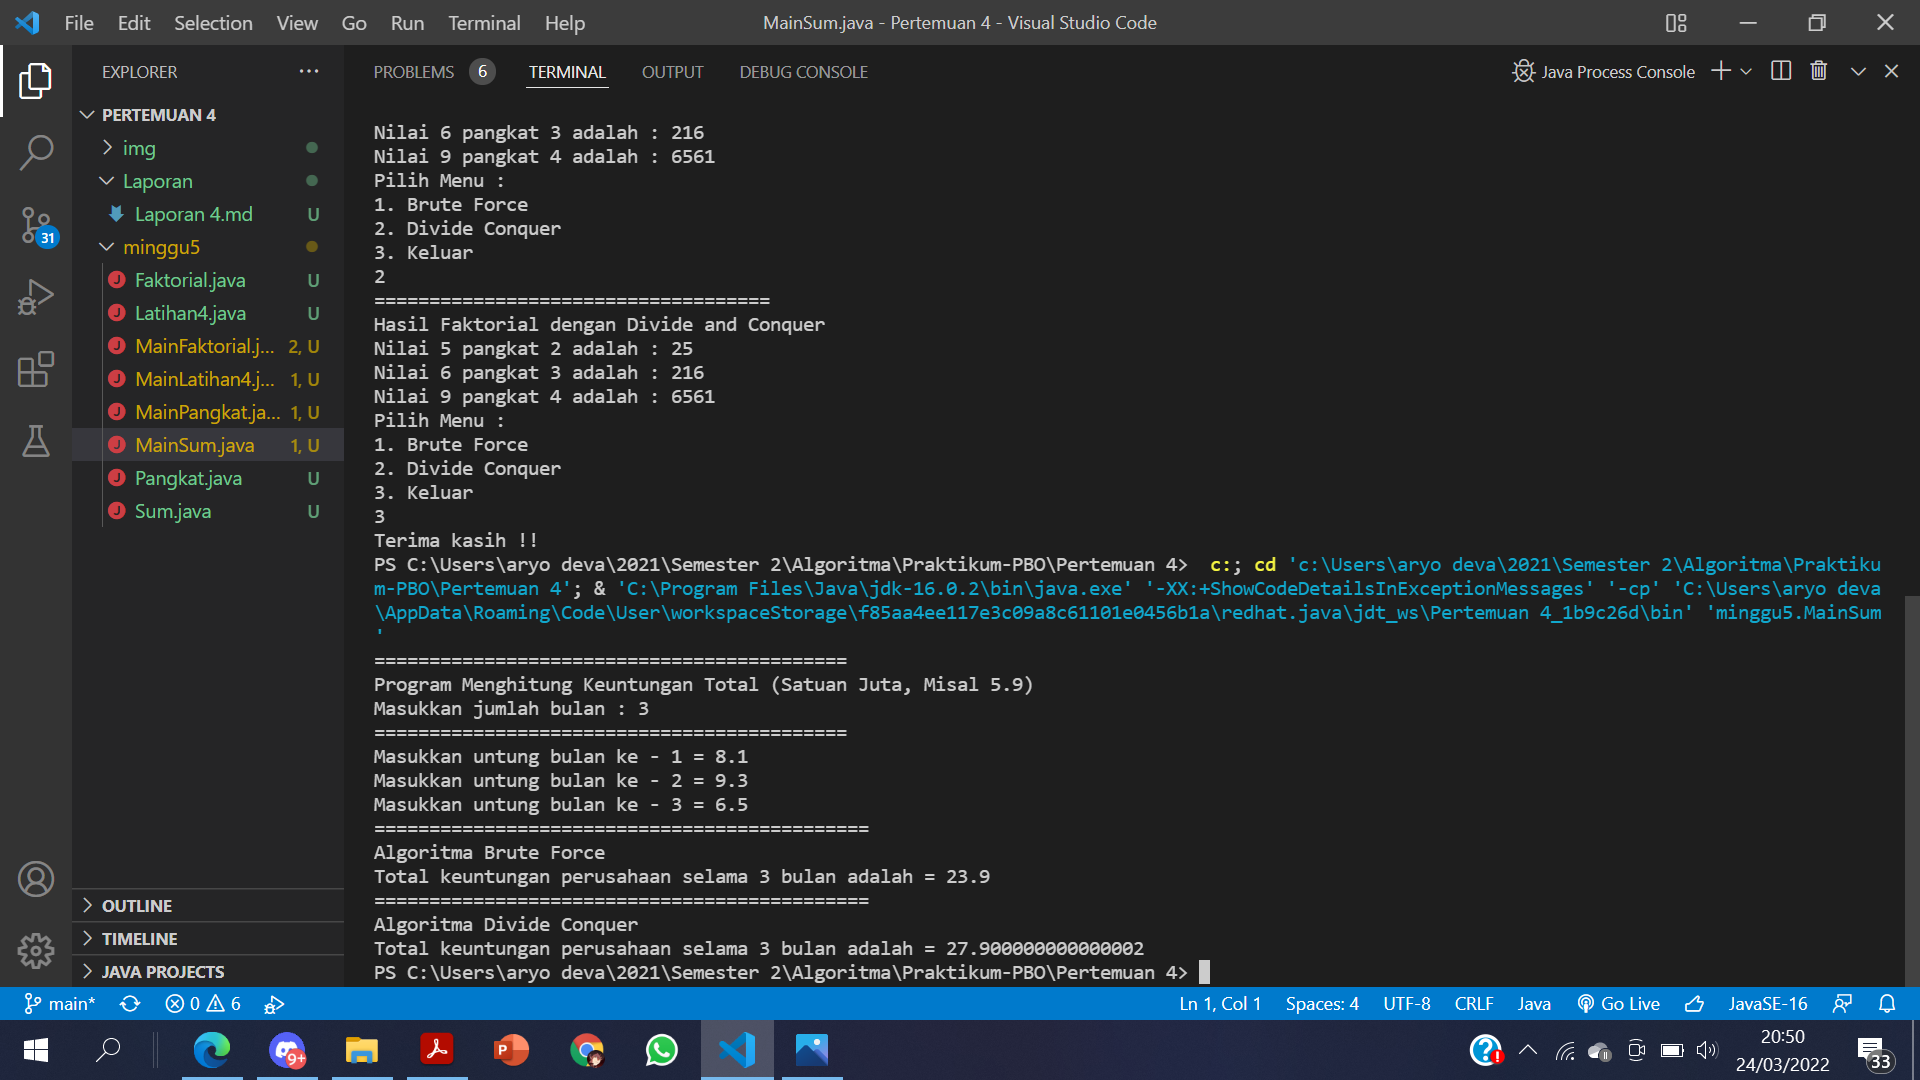 File Edit Selection View Go Run Terminal Help
MainSum.java - Pertemuan 4 - Visual Studio Code
EXPLORER
PERTEMUAN 4
img
Laporan
Laporan 4.md U
minggu5
Faktorial.java U
Latihan4.java U
MainFaktorial.j... 2, U
MainLatihan4.j... 1, U
MainPangkat.ja... 1, U
MainSum.java 1, U
Pangkat.java U
Sum.java U
OUTLINE
TIMELINE
JAVA PROJECTS
31
PROBLEMS 6 TERMINAL OUTPUT DEBUG CONSOLE
Java Process Console
Nilai 6 pangkat 3 adalah : 216
Nilai 9 pangkat 4 adalah : 6561
Pilih Menu :
1. Brute Force
2. Divide Conquer
3. Keluar
2
====================================
Hasil Faktorial dengan Divide and Conquer
Nilai 5 pangkat 2 adalah : 25
Nilai 6 pangkat 3 adalah : 216
Nilai 9 pangkat 4 adalah : 6561
Pilih Menu :
1. Brute Force
2. Divide Conquer
3. Keluar
3
Terima kasih !!
PS C:\Users\aryo deva\2021\Semester 2\Algoritma\Praktikum-PBO\Pertemuan 4>  c:; cd 'c:\Users\aryo deva\2021\Semester 2\Algoritma\Praktiku
m-PBO\Pertemuan 4'; & 'C:\Program Files\Java\jdk-16.0.2\bin\java.exe' '-XX:+ShowCodeDetailsInExceptionMessages' '-cp' 'C:\Users\aryo deva
\AppData\Roaming\Code\User\workspaceStorage\f85aa4ee117e3c09a8c61101e0456b1a\redhat.java\jdt_ws\Pertemuan 4_1b9c26d\bin' 'minggu5.MainSum
'
===========================================
Program Menghitung Keuntungan Total (Satuan Juta, Misal 5.9)
Masukkan jumlah bulan : 3
===========================================
Masukkan untung bulan ke - 1 = 8.1
Masukkan untung bulan ke - 2 = 9.3
Masukkan untung bulan ke - 3 = 6.5
=============================================
Algoritma Brute Force
Total keuntungan perusahaan selama 3 bulan adalah = 23.9
=============================================
Algoritma Divide Conquer
Total keuntungan perusahaan selama 3 bulan adalah = 27.900000000000002
PS C:\Users\aryo deva\2021\Semester 2\Algoritma\Praktikum-PBO\Pertemuan 4>
main* 0 6
Ln 1, Col 1 Spaces: 4 UTF-8 CRLF Java Go Live JavaSE-16
9+
20:50
24/03/2022
33